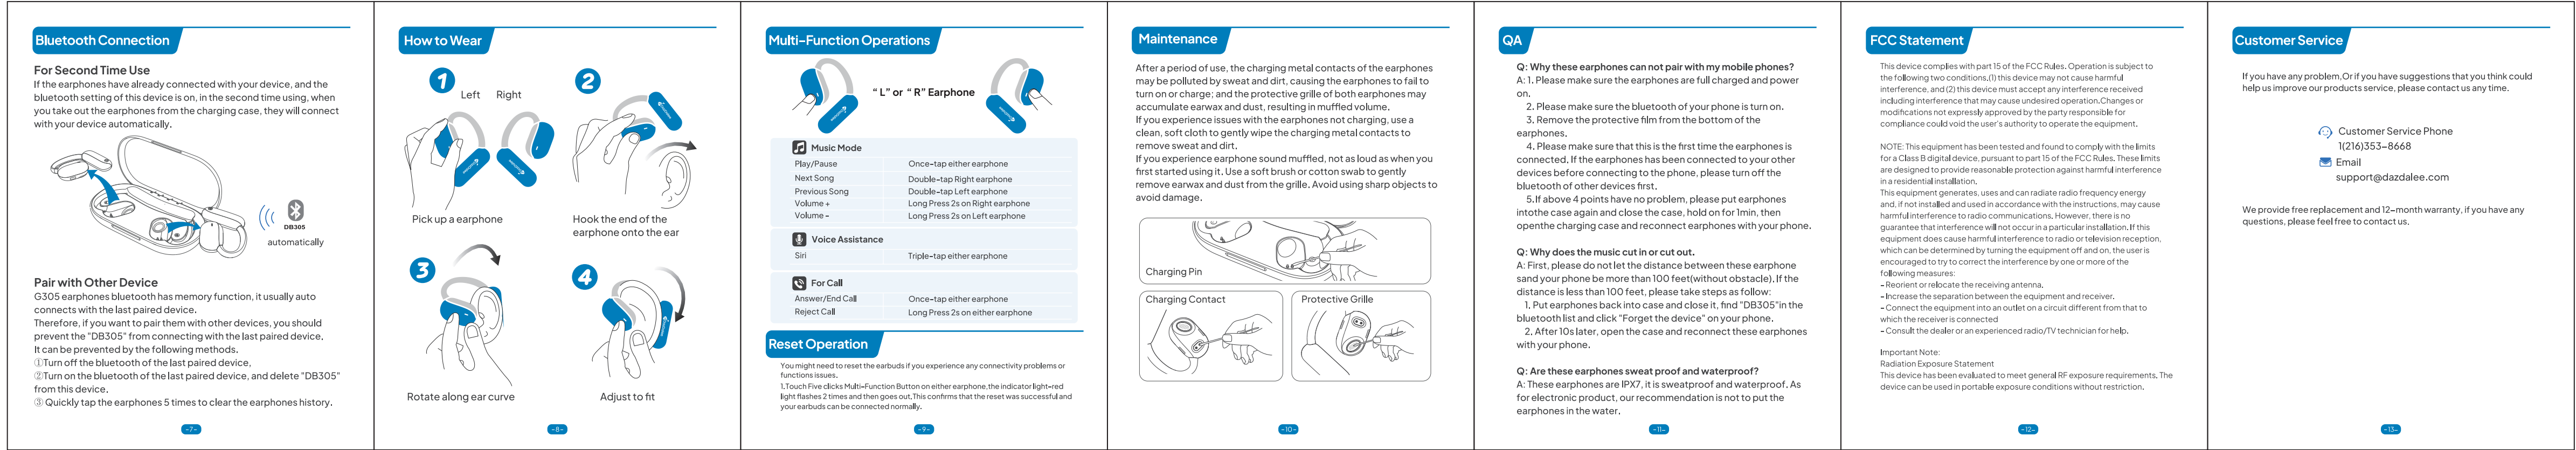 Bluetooth Connection
For Second Time Use
If the earphones have already connected with your device, and the
bluetooth setting of this device is on, in the second time using, when
you take out the earphones from the charging case, they will connect
with your device automatically.
DB305
automatically
Pair with Other Device
G305 earphones bluetooth has memory function, it usually auto
connects with the last paired device.
Therefore, if you want to pair them with other devices, you should
prevent the "DB305" from connecting with the last paired device.
It can be prevented by the following methods.
①Turn off the bluetooth of the last paired device,
②Turn on the bluetooth of the last paired device, and delete "DB305"
from this device.
③ Quickly tap the earphones 5 times to clear the earphones history.
-7-
How to Wear
1
Left Right
2
Pick up a earphone
Hook the end of the
earphone onto the ear
3
4
Rotate along ear curve
Adjust to fit
-8-
Multi-Function Operations
“ L” or “ R” Earphone
Music Mode
Play/Pause Once-tap either earphone
Next Song Double-tap Right earphone
Previous Song Double-tap Left earphone
Volume + Long Press 2s on Right earphone
Volume - Long Press 2s on Left earphone
Voice Assistance
Siri Triple-tap either earphone
For Call
Answer/End Call Once-tap either earphone
Reject Call Long Press 2s on either earphone
Reset Operation
You might need to reset the earbuds if you experience any connectivity problems or
functions issues.
1.Touch Five clicks Multi-Function Button on either earphone,the indicator light-red
light flashes 2 times and then goes out,This confirms that the reset was successful and
your earbuds can be connected normally.
-9-
Maintenance
After a period of use, the charging metal contacts of the earphones
may be polluted by sweat and dirt, causing the earphones to fail to
turn on or charge; and the protective grille of both earphones may
accumulate earwax and dust, resulting in muffled volume.
If you experience issues with the earphones not charging, use a
clean, soft cloth to gently wipe the charging metal contacts to
remove sweat and dirt.
If you experience earphone sound muffled, not as loud as when you
first started using it. Use a soft brush or cotton swab to gently
remove earwax and dust from the grille. Avoid using sharp objects to
avoid damage.
Charging Pin
Charging Contact
Protective Grille
-10-
QA
Q: Why these earphones can not pair with my mobile phones?
A: 1. Please make sure the earphones are full charged and power
on.
2. Please make sure the bluetooth of your phone is turn on.
3. Remove the protective film from the bottom of the
earphones.
4. Please make sure that this is the first time the earphones is
connected. If the earphones has been connected to your other
devices before connecting to the phone, please turn off the
bluetooth of other devices first.
5.If above 4 points have no problem, please put earphones
intothe case again and close the case, hold on for 1min, then
openthe charging case and reconnect earphones with your phone.
Q: Why does the music cut in or cut out.
A: First, please do not let the distance between these earphone
sand your phone be more than 100 feet(without obstacle).If the
distance is less than 100 feet, please take steps as follow:
1. Put earphones back into case and close it, find "DB305"in the
bluetooth list and click "Forget the device" on your phone.
2. After 10s later, open the case and reconnect these earphones
with your phone.
Q: Are these earphones sweat proof and waterproof?
A: These earphones are IPX7, it is sweatproof and waterproof. As
for electronic product, our recommendation is not to put the
earphones in the water.
-11-
FCC Statement
This device complies with part 15 of the FCC Rules. Operation is subject to
the following two conditions.(1) this device may not cause harmful
interference, and (2) this device must accept any interference received
including interference that may cause undesired operation.Changes or
modifications not expressly approved by the party responsible for
compliance could void the user's authority to operate the equipment.
NOTE: This equipment has been tested and found to comply with the limits
for a Class B digital device, pursuant to part 15 of the FCC Rules. These limits
are designed to provide reasonable protection against harmful interference
in a residential installation.
This equipment generates, uses and can radiate radio frequency energy
and, if not installed and used in accordance with the instructions, may cause
harmful interference to radio communications. However, there is no
guarantee that interference will not occur in a particular installation. If this
equipment does cause harmful interference to radio or television reception,
which can be determined by turning the equipment off and on, the user is
encouraged to try to correct the interference by one or more of the
following measures:
- Reorient or relocate the receiving antenna.
- Increase the separation between the equipment and receiver.
- Connect the equipment into an outlet on a circuit different from that to
which the receiver is connected
- Consult the dealer or an experienced radio/TV technician for help.
Important Note:
Radiation Exposure Statement
This device has been evaluated to meet general RF exposure requirements. The
device can be used in portable exposure conditions without restriction.
-12-
Customer Service
If you have any problem,Or if you have suggestions that you think could
help us improve our products service, please contact us any time.
Customer Service Phone
1(216)353-8668
Email
support@dazdalee.com
We provide free replacement and 12-month warranty, if you have any
questions, please feel free to contact us.
-13-